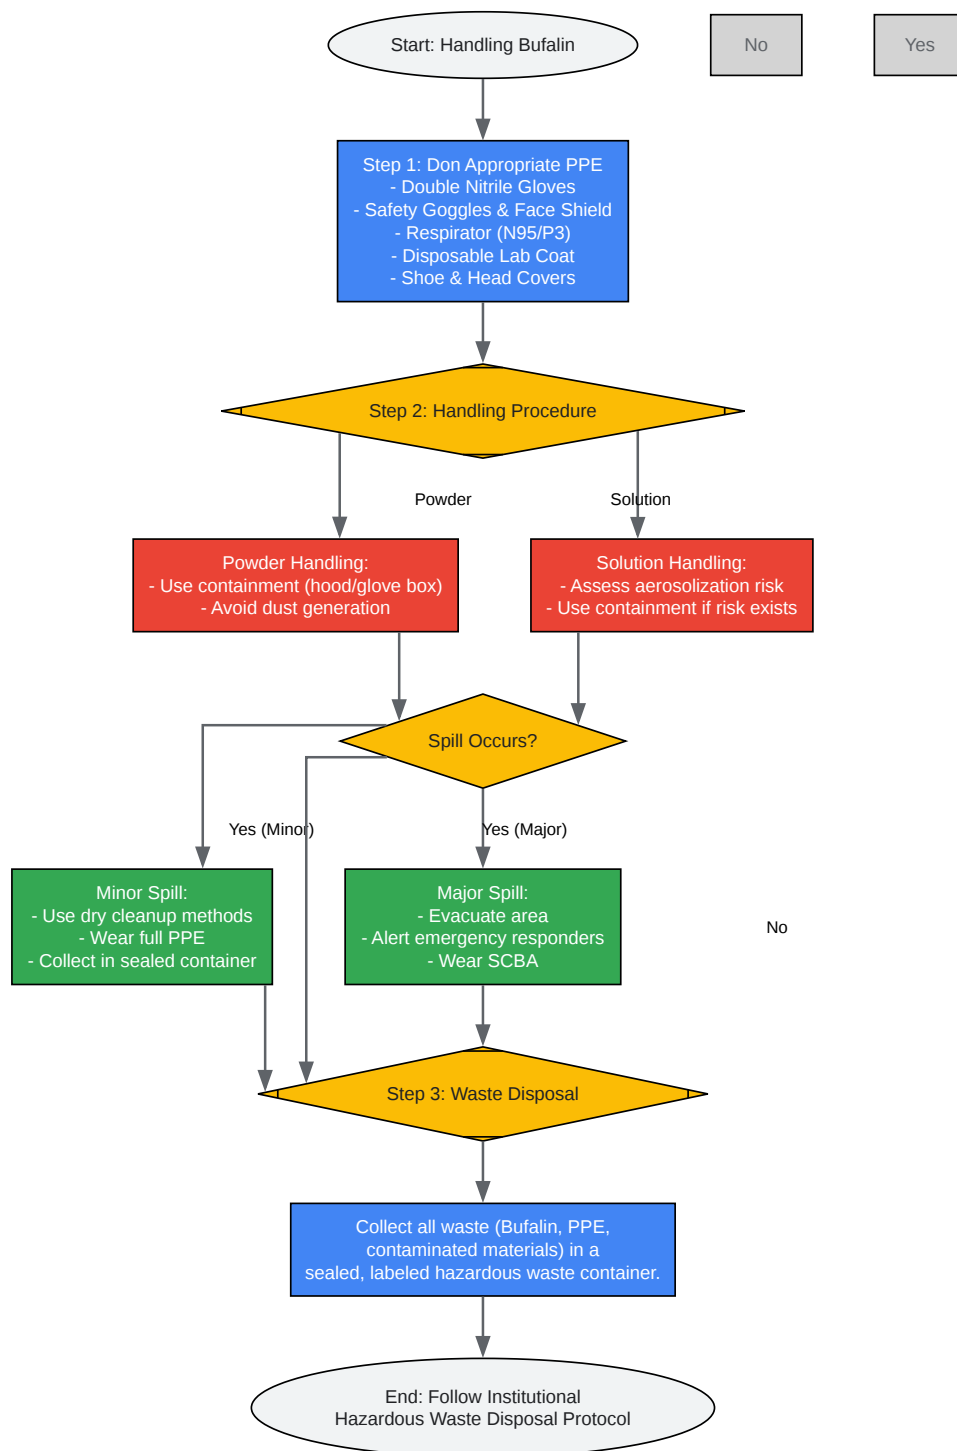 Start: Handling Bufalin
No
Yes
Step 1: Don Appropriate PPE
- Double Nitrile Gloves
- Safety Goggles & Face Shield
- Respirator (N95/P3)
- Disposable Lab Coat
- Shoe & Head Covers
Step 2: Handling Procedure
Powder
Solution
Powder Handling:
- Use containment (hood/glove box)
- Avoid dust generation
Solution Handling:
- Assess aerosolization risk
- Use containment if risk exists
Spill Occurs?
Yes (Minor)
Yes (Major)
Minor Spill:
- Use dry cleanup methods
- Wear full PPE
- Collect in sealed container
Major Spill:
- Evacuate area
- Alert emergency responders
- Wear SCBA
No
Step 3: Waste Disposal
Collect all waste (Bufalin, PPE,
contaminated materials) in a
sealed, labeled hazardous waste container.
End: Follow Institutional
Hazardous Waste Disposal Protocol